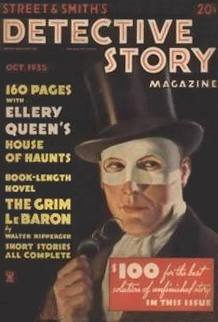 STREET & SMITH'S
20¢
DETECTIVE
STORY
MAGAZINE
OCT. 1935
160 PAGES
WITH
ELLERY
QUEEN'S
HOUSE
OF HAUNTS
BOOK-LENGTH
NOVEL
THE GRIM
LEBARON
by
WALTER RIPPERGER
SHORT STORIES
ALL COMPLETE
$100 for the best
solution of unfinished story
IN THIS ISSUE